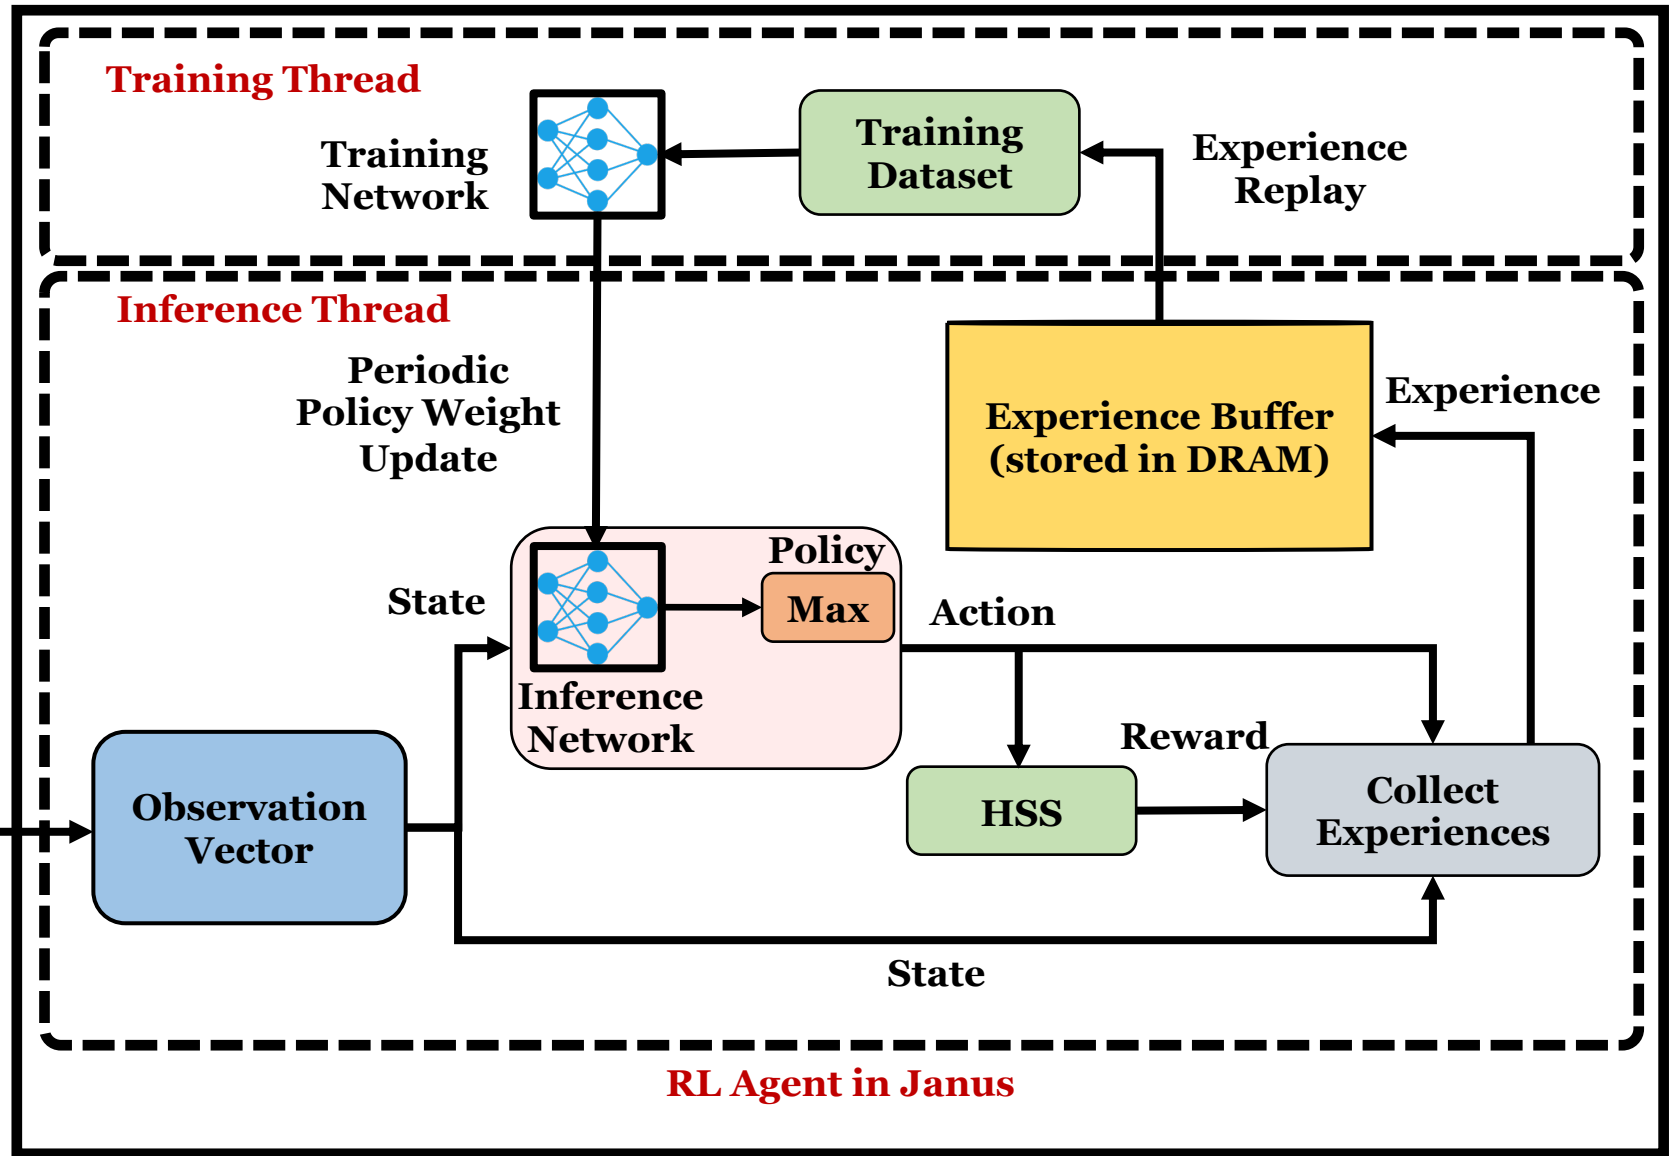 Training Thread
Training
Network
Training
Dataset
Experience
Replay
Inference Thread
Periodic
Policy Weight
Update
Experience Buffer
(stored in DRAM)
Experience
State
Policy
Max
Inference
Network
Action
Observation
Vector
Reward
HSS
Collect
Experiences
State
RL Agent in Janus